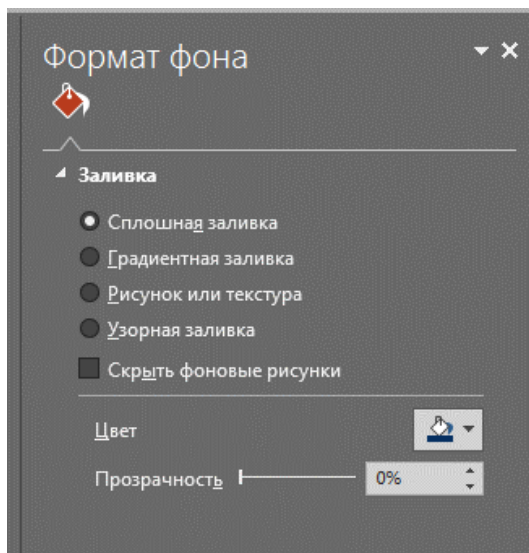 Формат фона
Заливка
Сплошная заливка
Градиентная заливка
Рисунок или текстура
Узорная заливка
Скрыть фоновые рисунки
Цвет
Прозрачность 0%